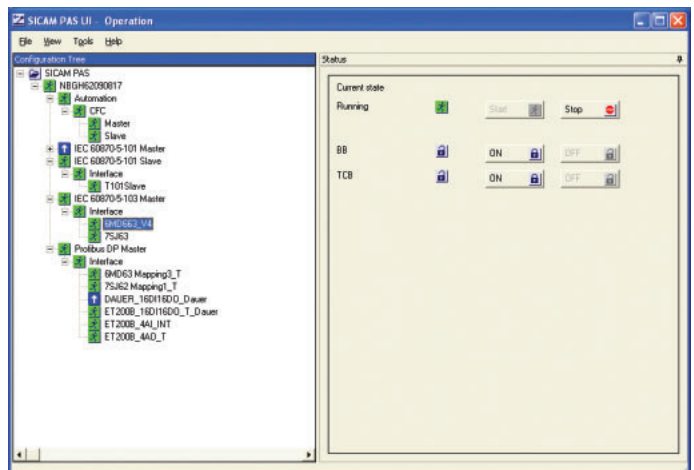 SICAM PAS UI - Operation
File View Tools Help
Configuration Tree
SICAM PAS
NBGH62090817
Automation
CFC
Master
Slave
IEC 60870-5-101 Master
IEC 60870-5-101 Slave
Interface
T101Slave
IEC 60870-5-103 Master
Interface
6MD663_V4
7SJ63
Profibus DP Master
Interface
6MD63 Mapping3_T
7SJ62 Mapping1_T
DAUER_16DI16DO_Dauer
ET200B_16DI16DO_T_Dauer
ET200B_4AI_INT
ET200B_4AO_T
Status
Current state
Running Start Stop
BB ON OFF
TCB ON OFF